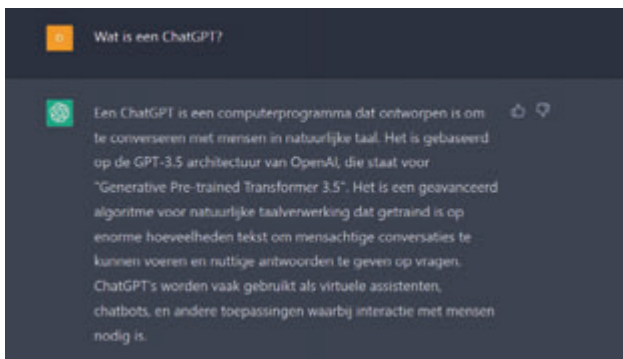 D
Wat is een ChatGPT?
Een ChatGPT is een computerprogramma dat ontworpen is om
te converseren met mensen in natuurlijke taal. Het is gebaseerd
op de GPT-3.5 architectuur van OpenAI, die staat voor
"Generative Pre-trained Transformer 3.5". Het is een geavanceerd
algoritme voor natuurlijke taalverwerking dat getraind is op
enorme hoeveelheden tekst om mensachtige conversaties te
kunnen voeren en nuttige antwoorden te geven op vragen.
ChatGPT's worden vaak gebruikt als virtuele assistenten,
chatbots, en andere toepassingen waarbij interactie met mensen
nodig is.